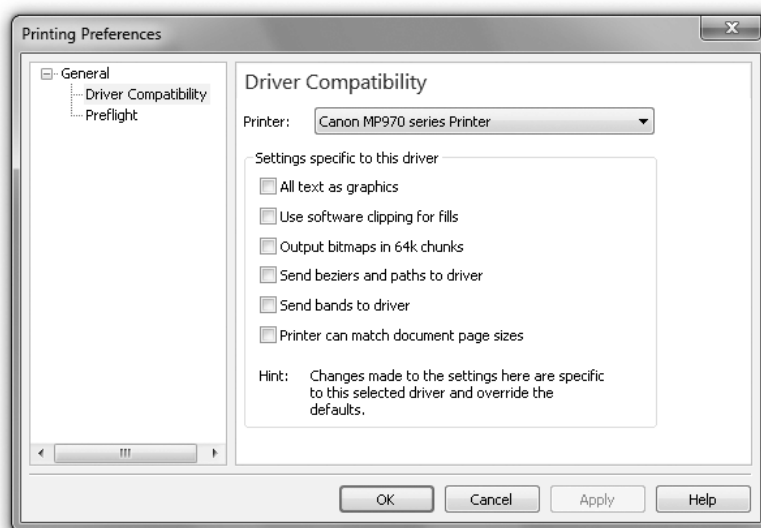 Printing Preferences
General
Driver Compatibility
Preflight
Driver Compatibility
Printer: Canon MP970 series Printer
Settings specific to this driver
All text as graphics
Use software clipping for fills
Output bitmaps in 64k chunks
Send beziers and paths to driver
Send bands to driver
Printer can match document page sizes
Hint: Changes made to the settings here are specific
to this selected driver and override the
defaults.
OK Cancel Apply Help